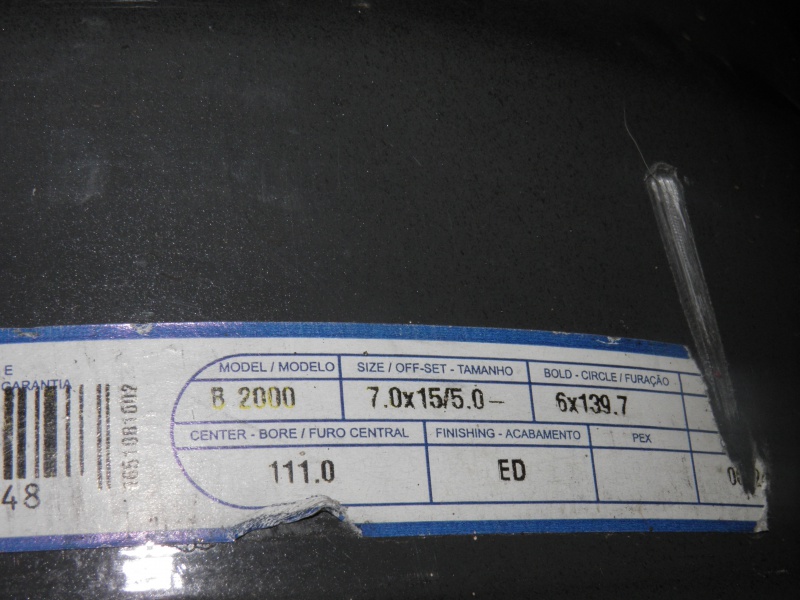 E
GARANTIA
48
MODEL / MODELO
B 2000
SIZE / OFF-SET - TAMANHO
7.0x15/5.0-
BOLD - CIRCLE / FURAÇÃO
6x139.7
CENTER - BORE / FURO CENTRAL
111.0
FINISHING - ACABAMENTO
ED
PEX